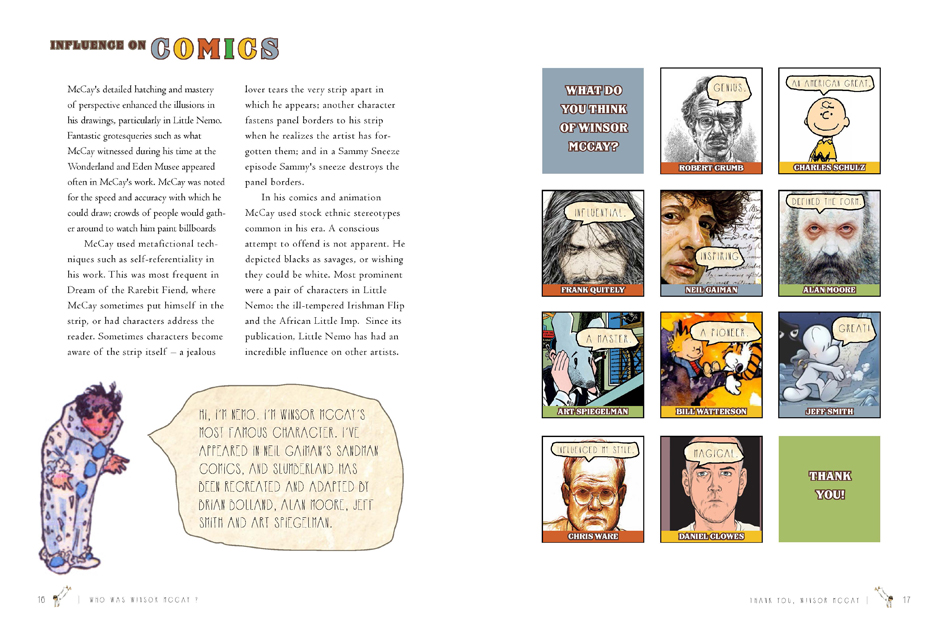 INFLUENCE ON COMICS
McCay's detailed hatching and mastery
of perspective enhanced the illusions in
his drawings, particularly in Little Nemo.
Fantastic grotesqueries such as what
McCay witnessed during his time at the
Wonderland and Eden Musee appeared
often in McCay's work. McCay was noted
for the speed and accuracy with which he
could draw; crowds of people would gath-
er around to watch him paint billboards
McCay used metafictional tech-
niques such as self-referentiality in
his work. This was most frequent in
Dream of the Rarebit Fiend, where
McCay sometimes put himself in the
strip, or had characters address the
reader. Sometimes characters become
aware of the strip itself – a jealous
lover tears the very strip apart in
which he appears; another character
fastens panel borders to his strip
when he realizes the artist has for-
gotten them; and in a Sammy Sneeze
episode Sammy's sneeze destroys the
panel borders.
In his comics and animation
McCay used stock ethnic stereotypes
common in his era. A conscious
attempt to offend is not apparent. He
depicted blacks as savages, or wishing
they could be white. Most prominent
were a pair of characters in Little
Nemo: the ill-tempered Irishman Flip
and the African Little Imp. Since its
publication, Little Nemo has had an
incredible influence on other artists.
HI, I'M NEMO. I'M WINSOR MCCAY'S
MOST FAMOUS CHARACTER. I'VE
APPEARED IN NEIL GAIMAN'S SANDMAN
COMICS, AND SLUMBERLAND HAS
BEEN RECREATED AND ADAPTED BY
BRIAN BOLLAND, ALAN MOORE, JEFF
SMITH AND ART SPIEGELMAN.
16 | WHO WAS WINSOR MCCAY ?
WHAT DO
YOU THINK
OF WINSOR
MCCAY?
GENIUS.
ROBERT CRUMB
AN AMERICAN GREAT.
CHARLES SCHULZ
INFLUENTIAL.
FRANK QUITELY
INSPIRING.
NEIL GAIMAN
DEFINED THE FORM.
ALAN MOORE
A MASTER.
ART SPIEGELMAN
A PIONEER.
BILL WATTERSON
GREAT!
JEFF SMITH
INFLUENCED MY STYLE.
CHRIS WARE
MAGICAL.
DANIEL CLOWES
THANK
YOU!
THANK YOU, WINSOR MCCAY | 17